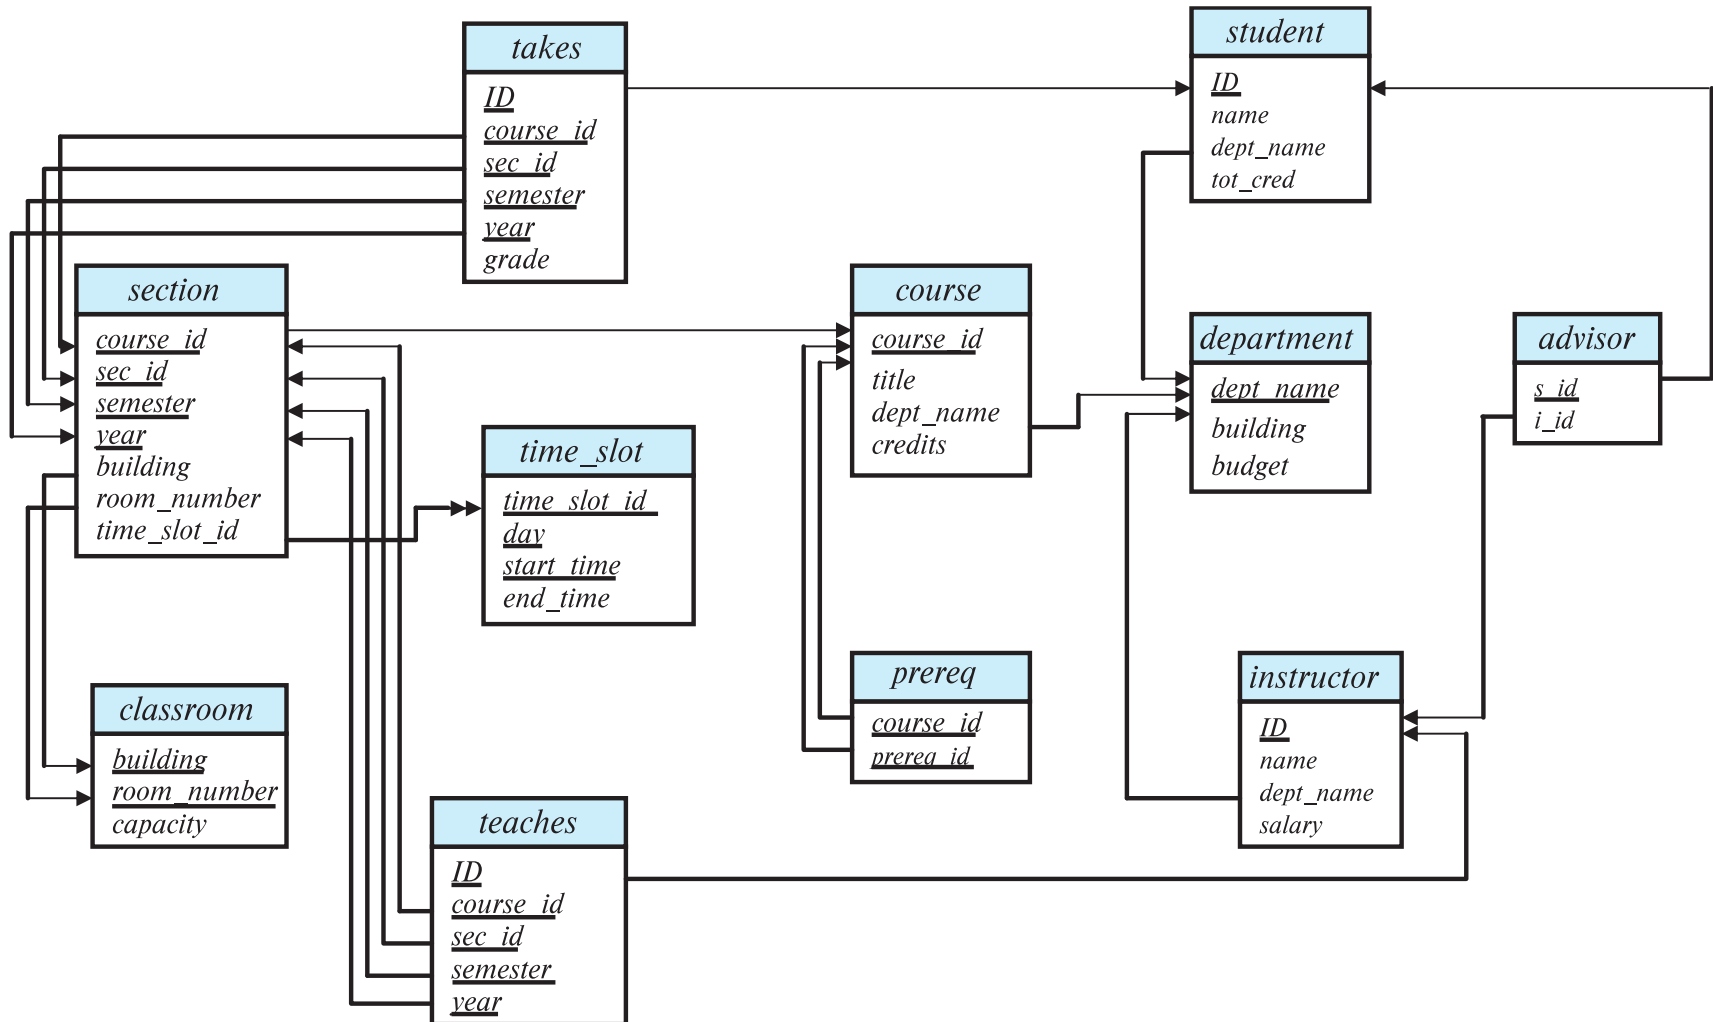 takes
ID
course_id
sec_id
semester
year
grade
student
ID
name
dept_name
tot_cred
section
course_id
sec_id
semester
year
building
room_number
time_slot_id
course
course_id
title
dept_name
credits
department
dept_name
building
budget
advisor
s_id
i_id
time_slot
time_slot_id
day
start_time
end_time
prereq
course_id
prereq_id
instructor
ID
name
dept_name
salary
classroom
building
room_number
capacity
teaches
ID
course_id
sec_id
semester
year